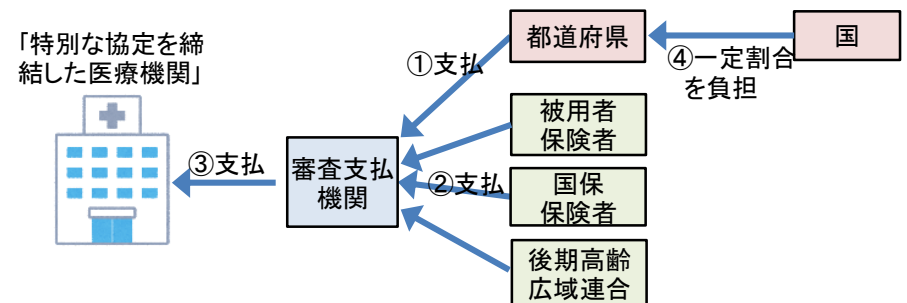 「特別な協定を締
結した医療機関」
③支払
審査支払
機関
①支払
②支払
都道府県
④一定割合
を負担
国
被用者
保険者
国保
保険者
後期高齢
広域連合